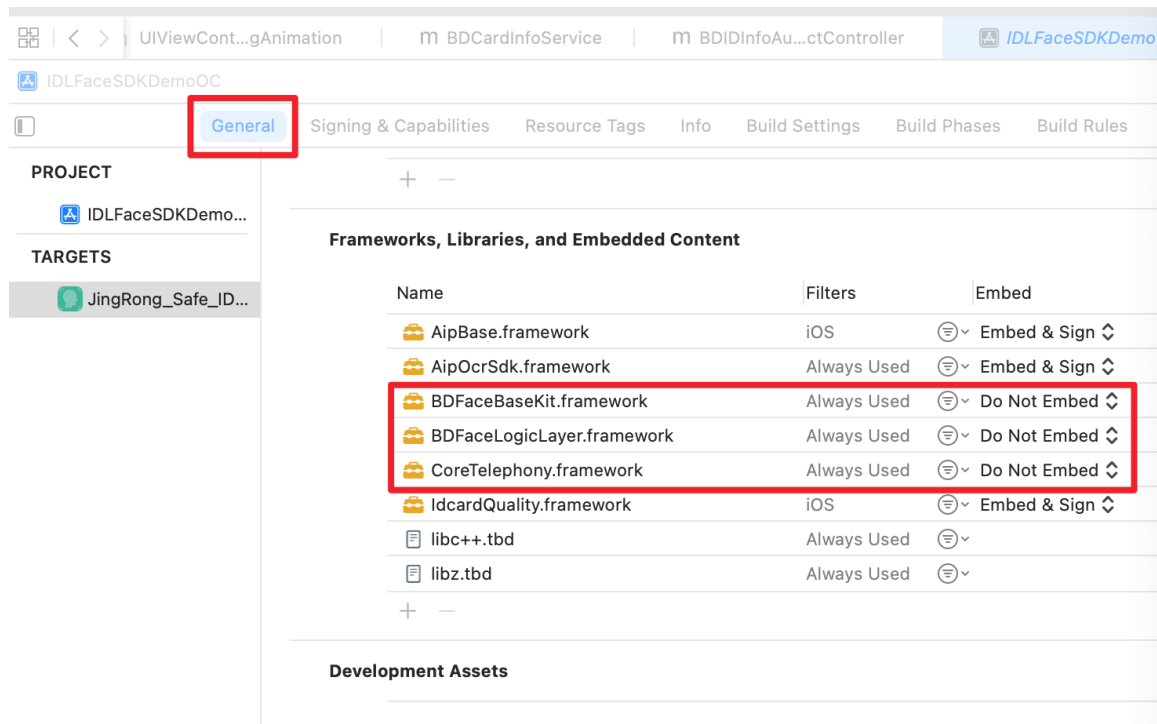 UIViewCont...gAnimation m BDCardInfoService m BDIDInfoAu...ctController IDLFaceSDKDemo
IDLFaceSDKDemoOC
General Signing & Capabilities Resource Tags Info Build Settings Build Phases Build Rules
PROJECT
IDLFaceSDKDemo...
TARGETS
JingRong_Safe_ID...
Frameworks, Libraries, and Embedded Content
Name Filters Embed
AipBase.framework iOS Embed & Sign
AipOcrSdk.framework Always Used Embed & Sign
BDFaceBaseKit.framework Always Used Do Not Embed
BDFaceLogicLayer.framework Always Used Do Not Embed
CoreTelephony.framework Always Used Do Not Embed
IdcardQuality.framework iOS Embed & Sign
libc++.tbd Always Used
libz.tbd Always Used
Development Assets